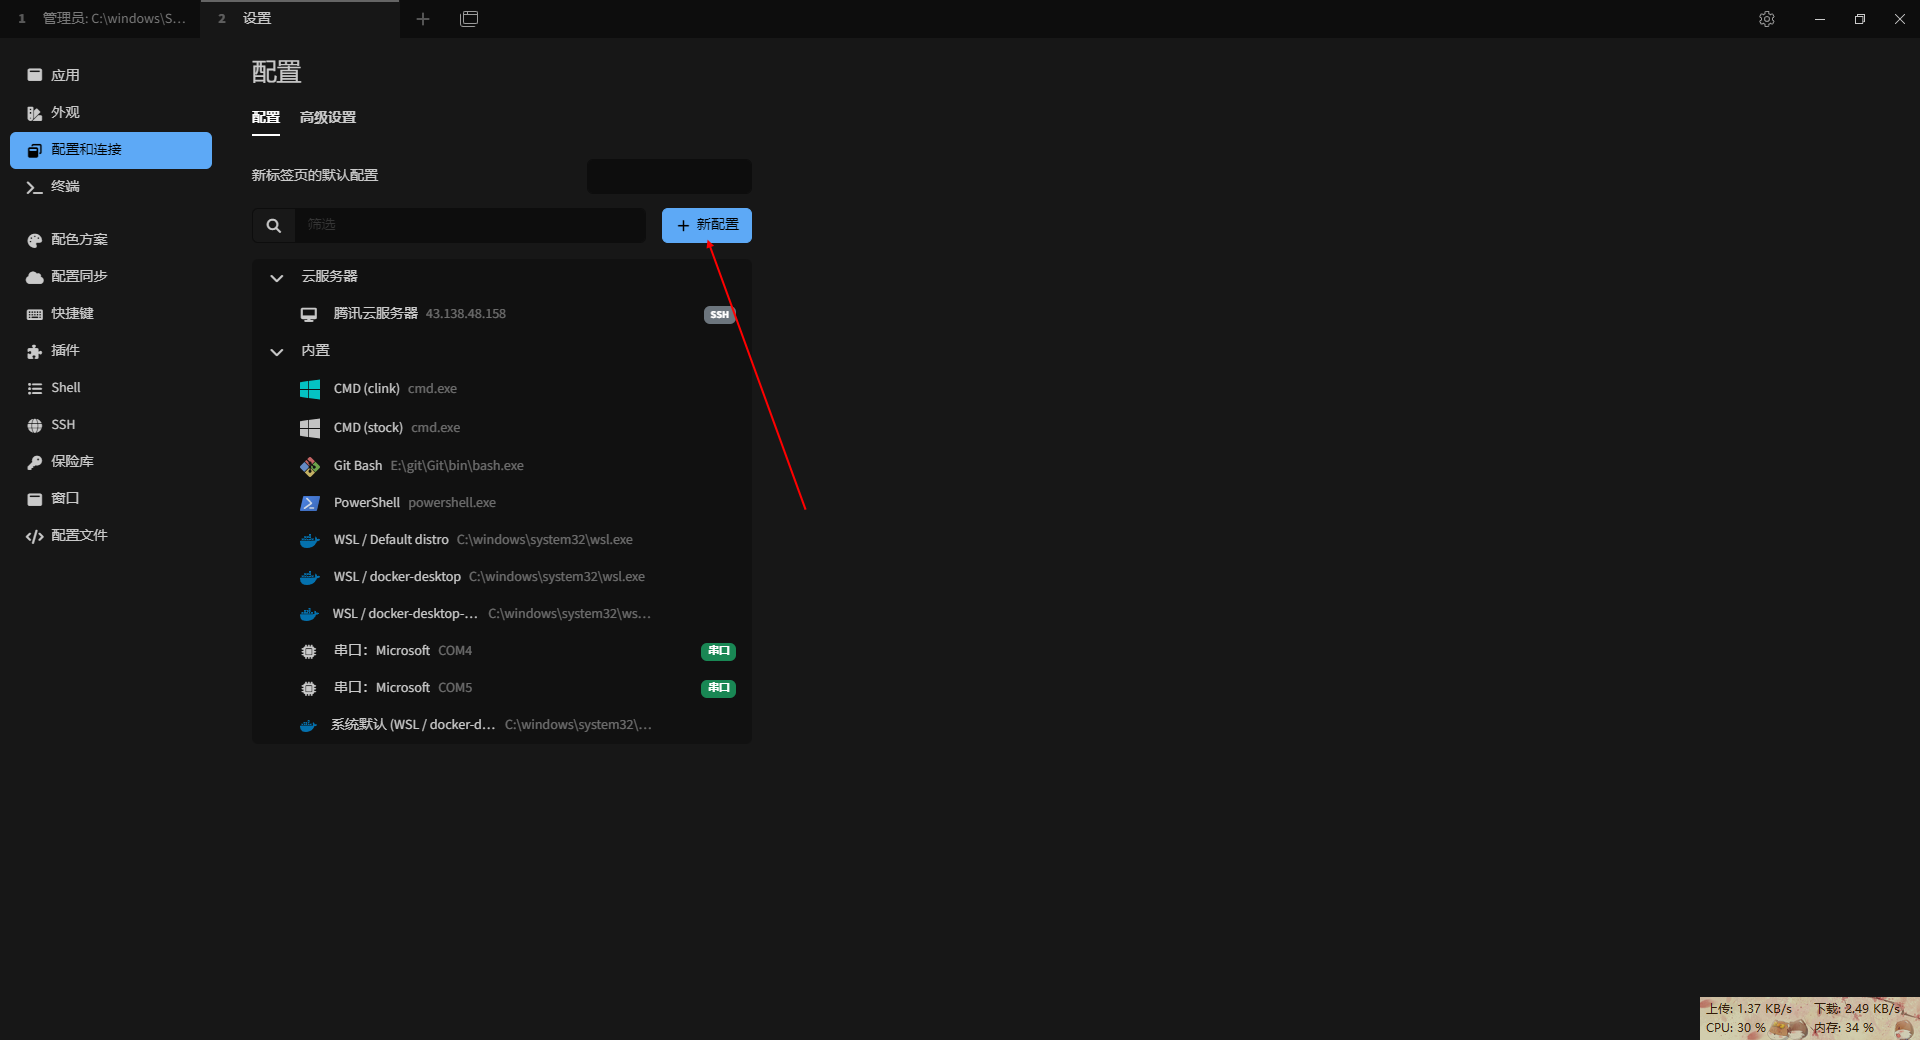 1 管理员: C:\windows\S...
2 设置
应用
外观
配置和连接
终端
配色方案
配置同步
快捷键
插件
Shell
SSH
保险库
窗口
配置文件
配置
配置 高级设置
新标签页的默认配置
筛选
新配置
云服务器
腾讯云服务器 43.138.48.158 SSH
内置
CMD (clink) cmd.exe
CMD (stock) cmd.exe
Git Bash E:\git\Git\bin\bash.exe
PowerShell powershell.exe
WSL / Default distro C:\windows\system32\wsl.exe
WSL / docker-desktop C:\windows\system32\wsl.exe
WSL / docker-desktop-... C:\windows\system32\ws...
串口：Microsoft COM4 串口
串口：Microsoft COM5 串口
系统默认 (WSL / docker-d... C:\windows\system32\...
上传: 1.37 KB/s 下载: 2.49 KB/s
CPU: 30 % 内存: 34 %